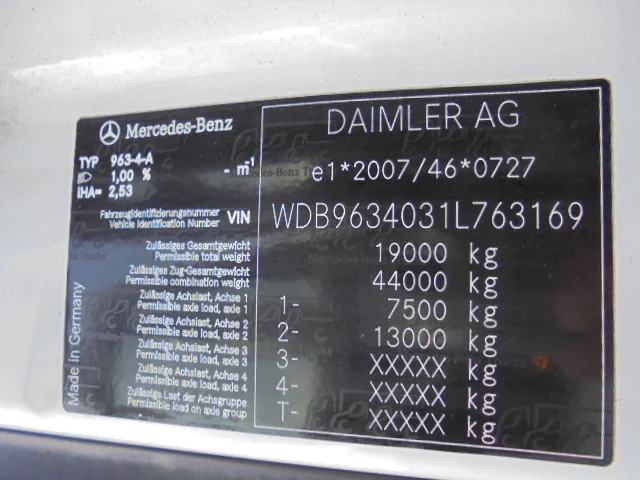 Mercedes-Benz
DAIMLER AG
TYP 963-4-A
1,00 % - m-1
IHA= 2,53
e1*2007/46*0727
Fahrzeugidentifizierungsnummer
Vehicle Identification Number VIN WDB9634031L763169
Zulässiges Gesamtgewicht
Permissible total weight 19000 kg
Zulässiges Zug-Gesamtgewicht
Permissible combination weight 44000 kg
Zulässige Achslast, Achse 1
Permissible axle load, axle 1 1- 7500 kg
Zulässige Achslast, Achse 2
Permissible axle load, axle 2 2- 13000 kg
Zulässige Achslast, Achse 3
Permissible axle load, axle 3 3- XXXXX kg
Zulässige Achslast, Achse 4
Permissible axle load, axle 4 4- XXXXX kg
Zulässige Last der Achsgruppe
Permissible load on axle group T- XXXXX kg
Made in Germany